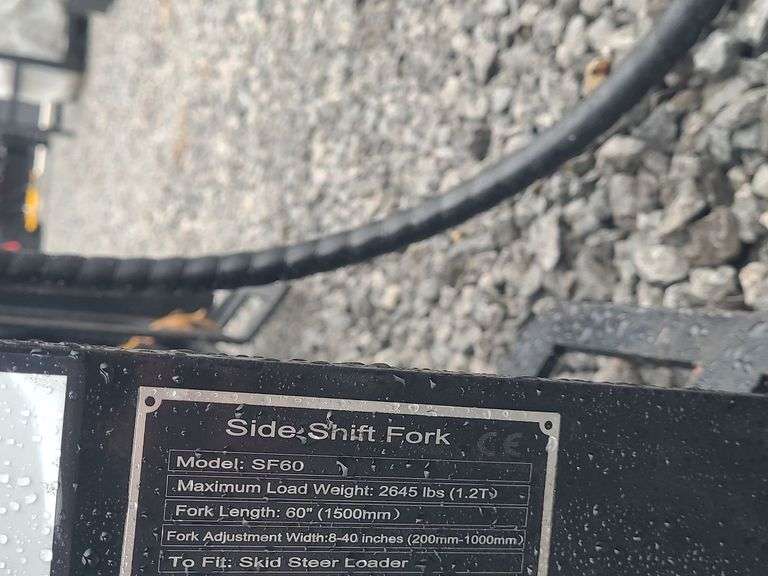 Side Shift Fork CE
Model: SF60
Maximum Load Weight: 2645 lbs (1.2T)
Fork Length: 60" (1500mm)
Fork Adjustment Width:8-40 inches (200mm-1000mm)
To Fit: Skid Steer Loader